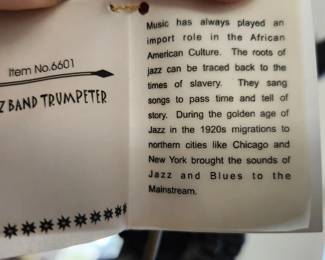 Item No.6601
Z BAND TRUMPETER
Music has always played an
import role in the African
American Culture. The roots of
jazz can be traced back to the
times of slavery. They sang
songs to pass time and tell of
story. During the golden age of
Jazz in the 1920s migrations to
northern cities like Chicago and
New York brought the sounds of
Jazz and Blues to the
Mainstream.